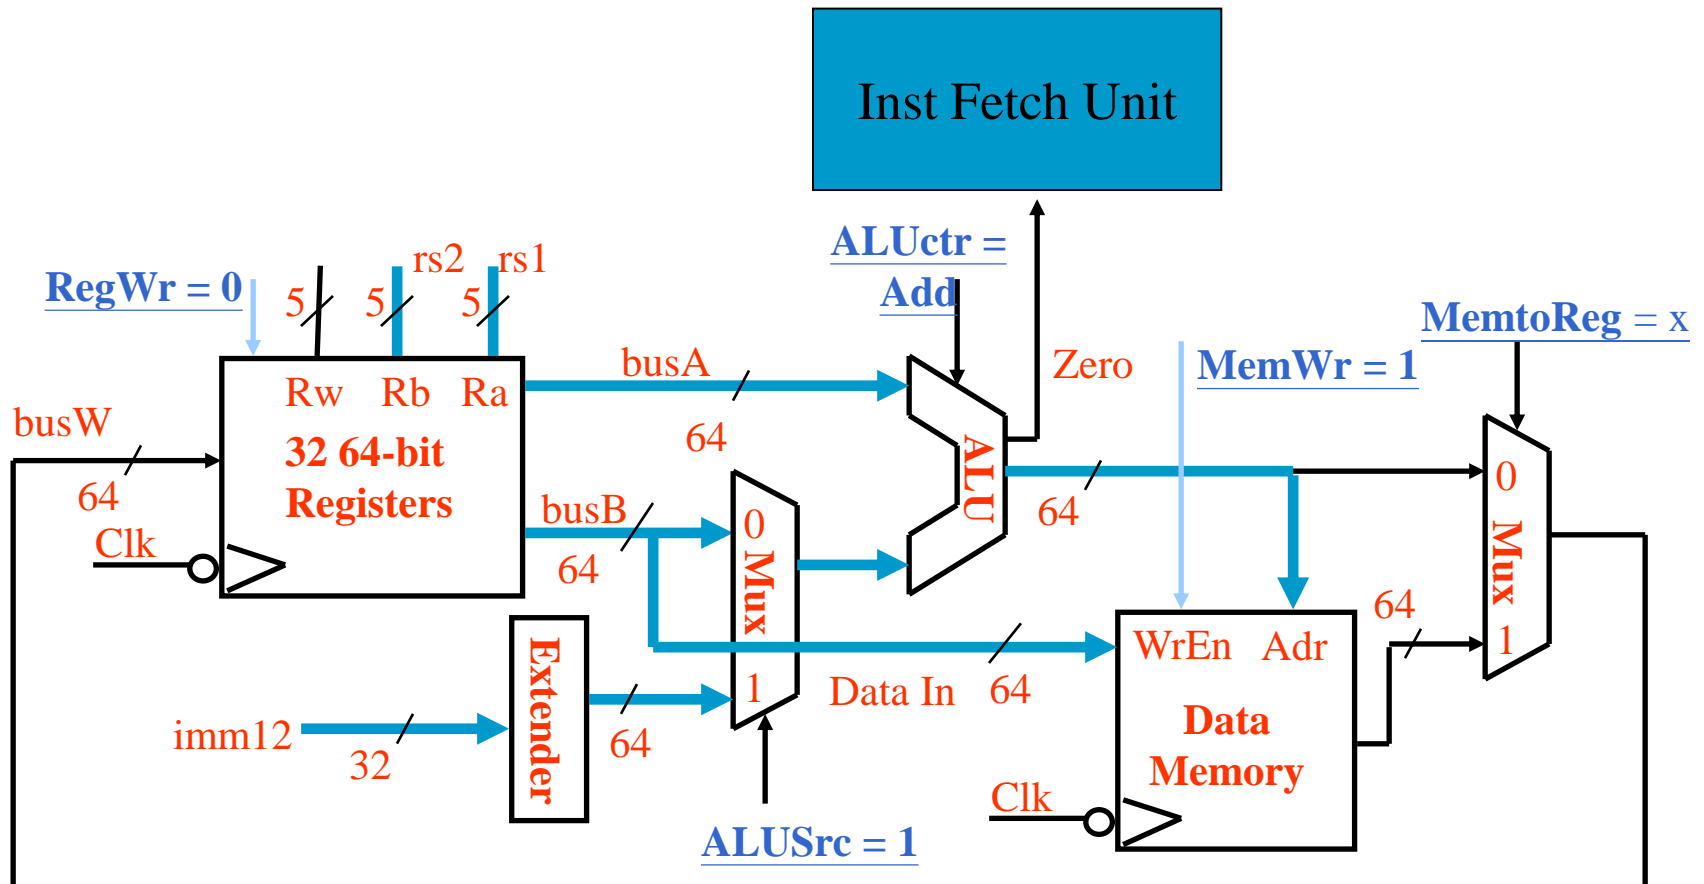 Inst Fetch Unit
ALUctr =
Add
rs2
rs1
RegWr = 0
5
5
5
MemtoReg = x
busA
Zero
MemWr = 1
Rw
Rb
Ra
busW
64
32 64-bit
Registers
ALU
64
0
64
busB
0
64
Clk
64
Mux
Mux
64
1
WrEn
Adr
Extender
1
Data In
64
imm12
32
64
Data
Memory
Clk
ALUSrc = 1